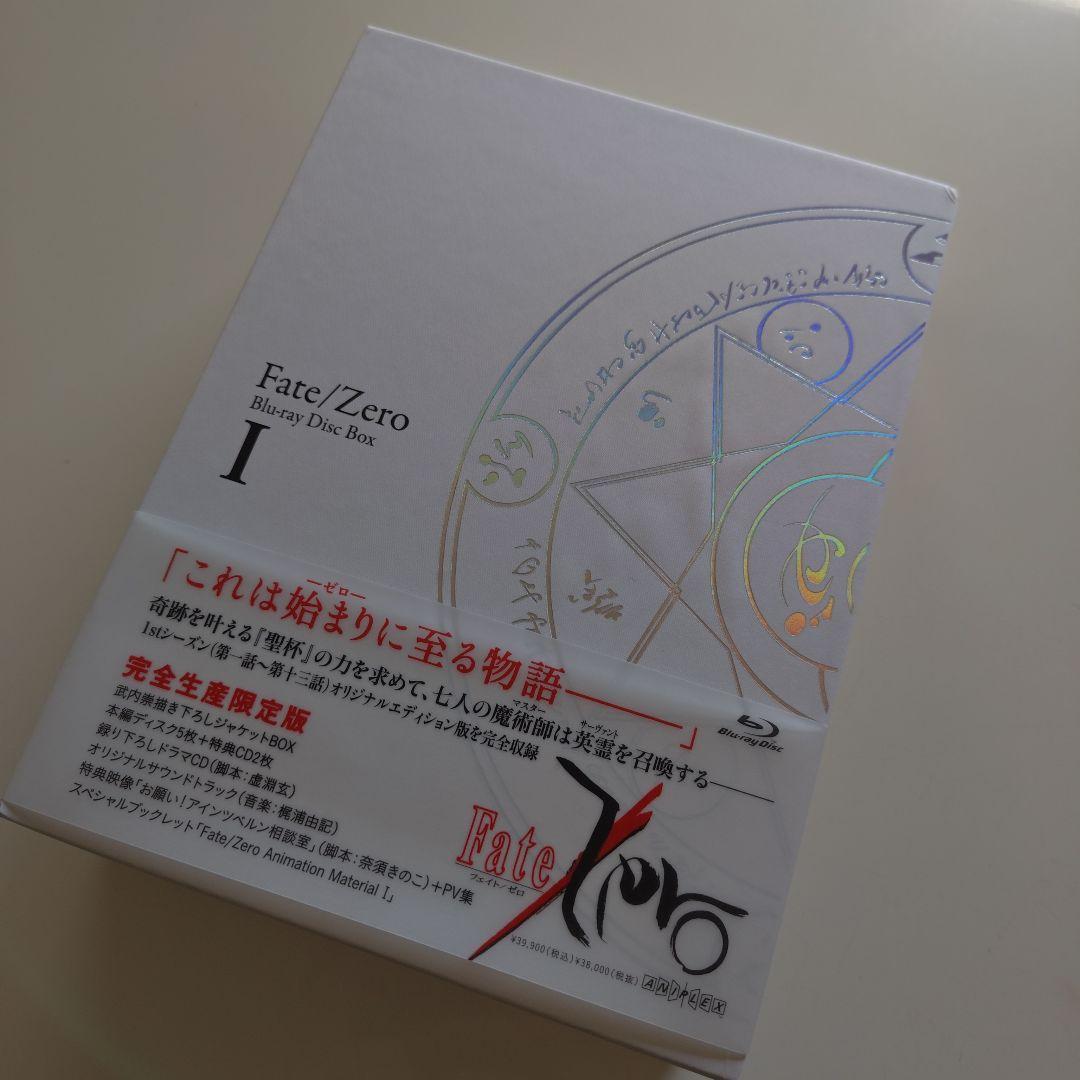 Fate/Zero
Blu-ray Disc Box
I
「これは始まりに至る物語───」
─ゼロ─
奇跡を叶える『聖杯』の力を求めて、七人の魔術師は英霊を召喚する───
マスター
サーヴァント
1stシーズン(第一話〜第十三話)オリジナルエディション版を完全収録
完全生産限定版
武内崇描き下ろしジャケットBOX
本編ディスク5枚+特典CD2枚
録り下ろしドラマCD(脚本:虚淵玄)
オリジナルサウンドトラック(音楽:梶浦由記)
特典映像「お願い!アインツベルン相談室」(脚本:奈須きのこ)+PV集
スペシャルブックレット「Fate/Zero Animation Material I」
Blu-ray Disc
Fate/Zero
フェイト/ゼロ
¥39,900(税込)¥38,000(税抜)
ANIPLEX